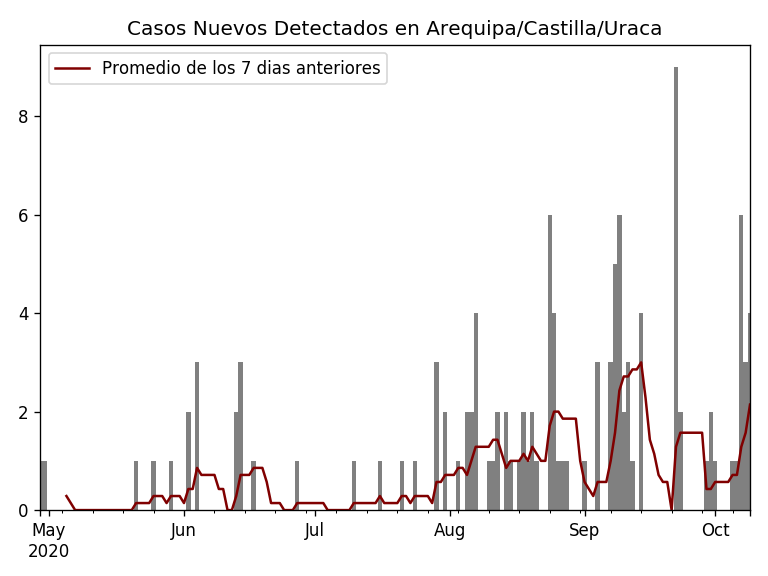 Casos Nuevos Detectados en Arequipa/Castilla/Uraca
Promedio de los 7 dias anteriores
8
6
4
2
0
May Jun Jul Aug Sep Oct
2020